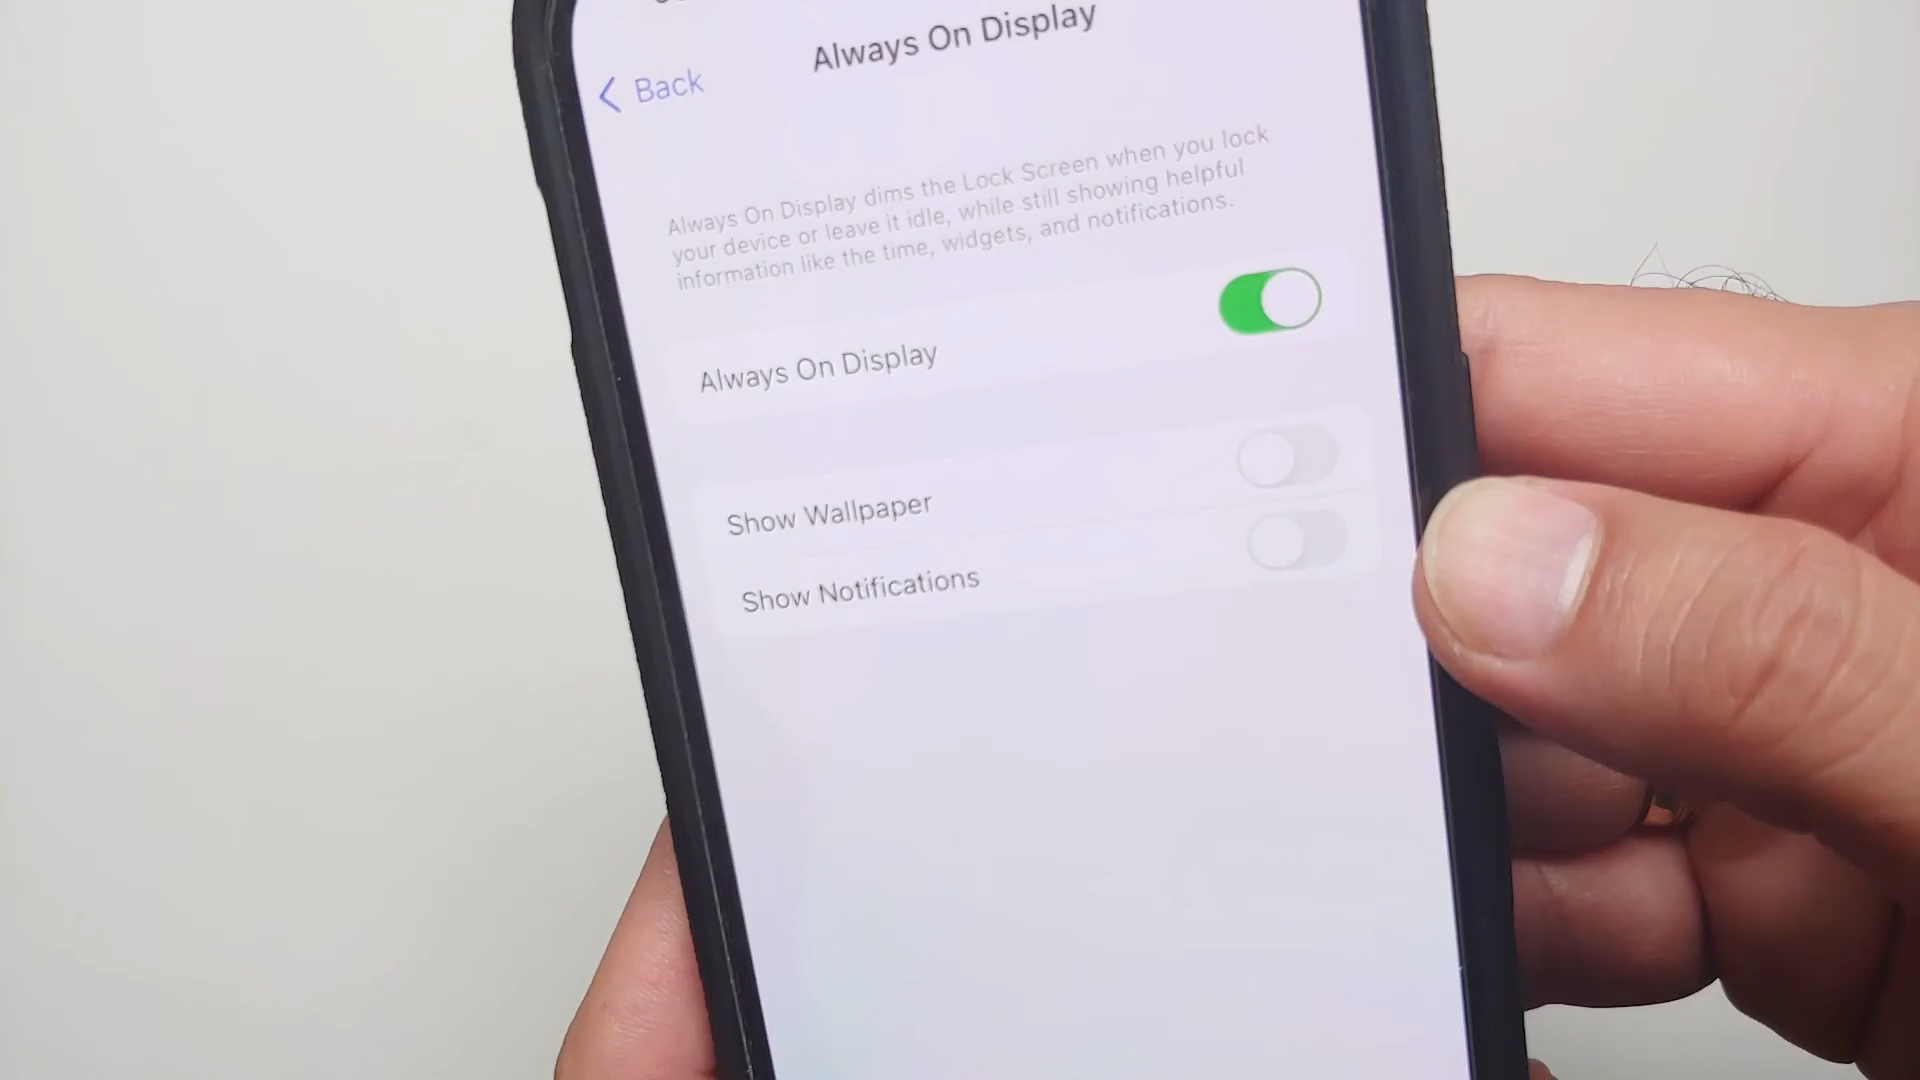 Always On Display
Back
Always On Display dims the Lock Screen when you lock
your device or leave it idle, while still showing helpful
information like the time, widgets, and notifications.
Always On Display
Show Wallpaper
Show Notifications